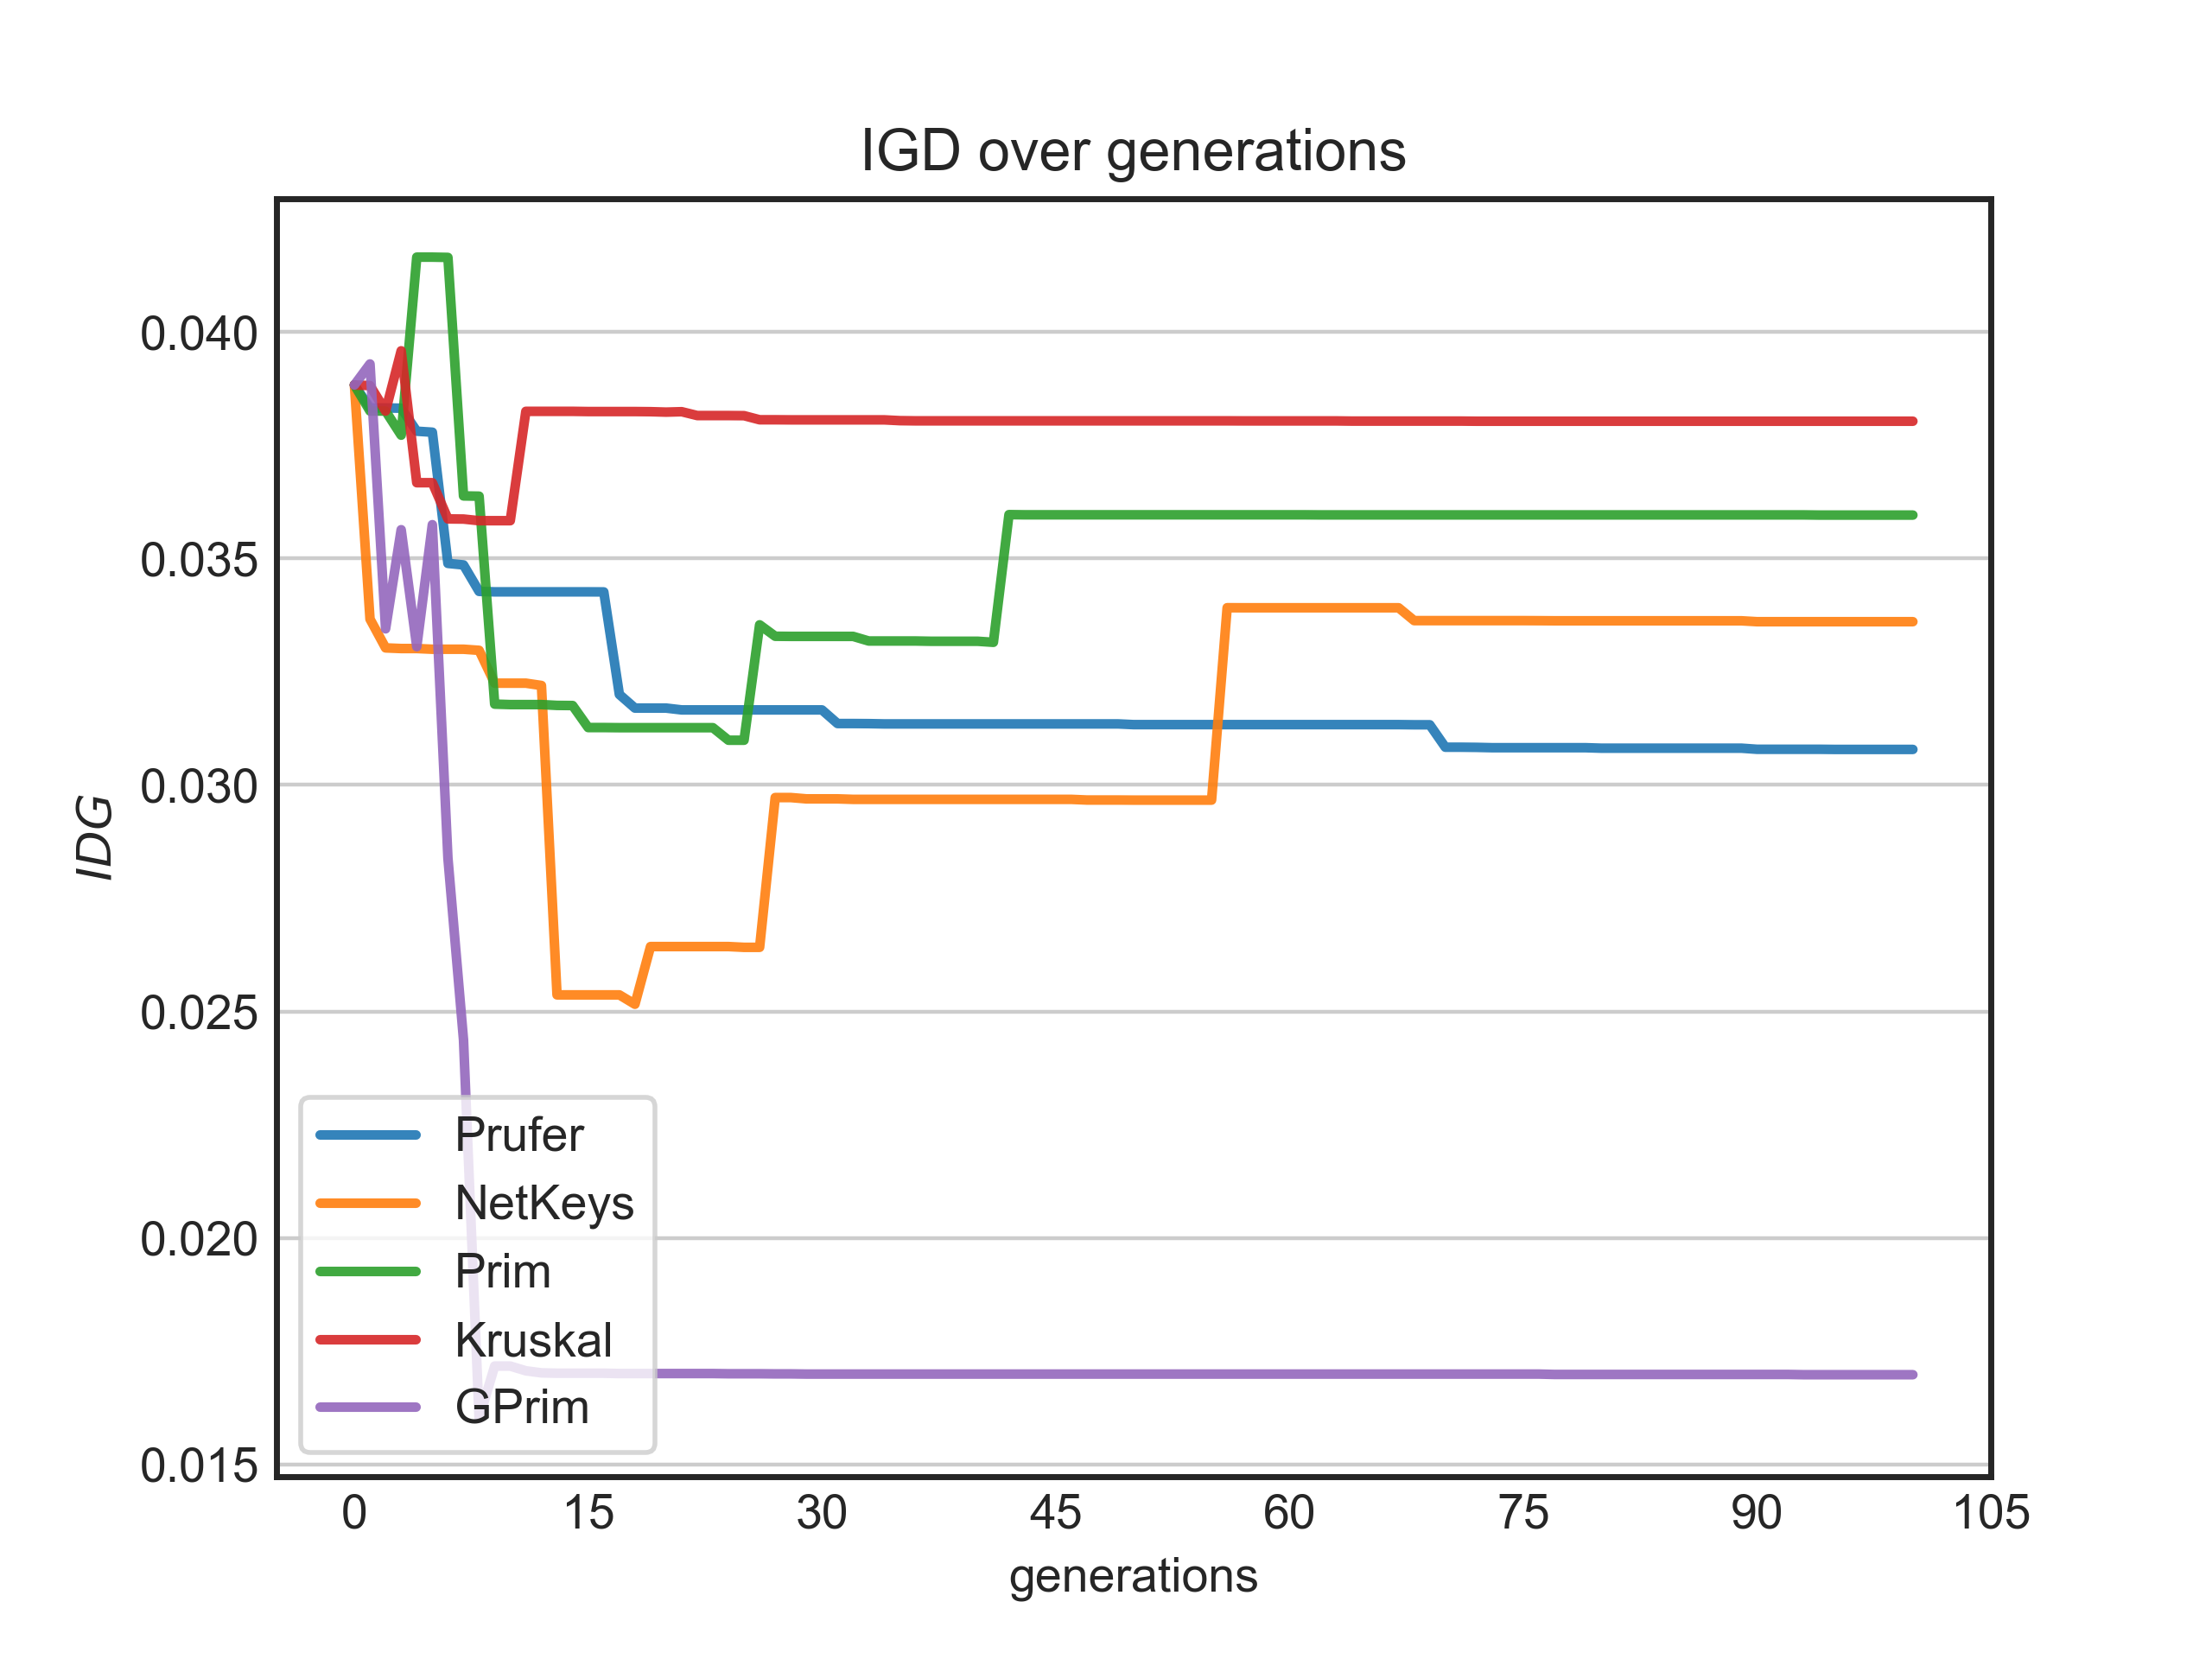 IGD over generations
0.040
0.035
0.030
0.025
0.020
0.015
IDG
Prufer
NetKeys
Prim
Kruskal
GPrim
0 15 30 45 60 75 90 105
generations